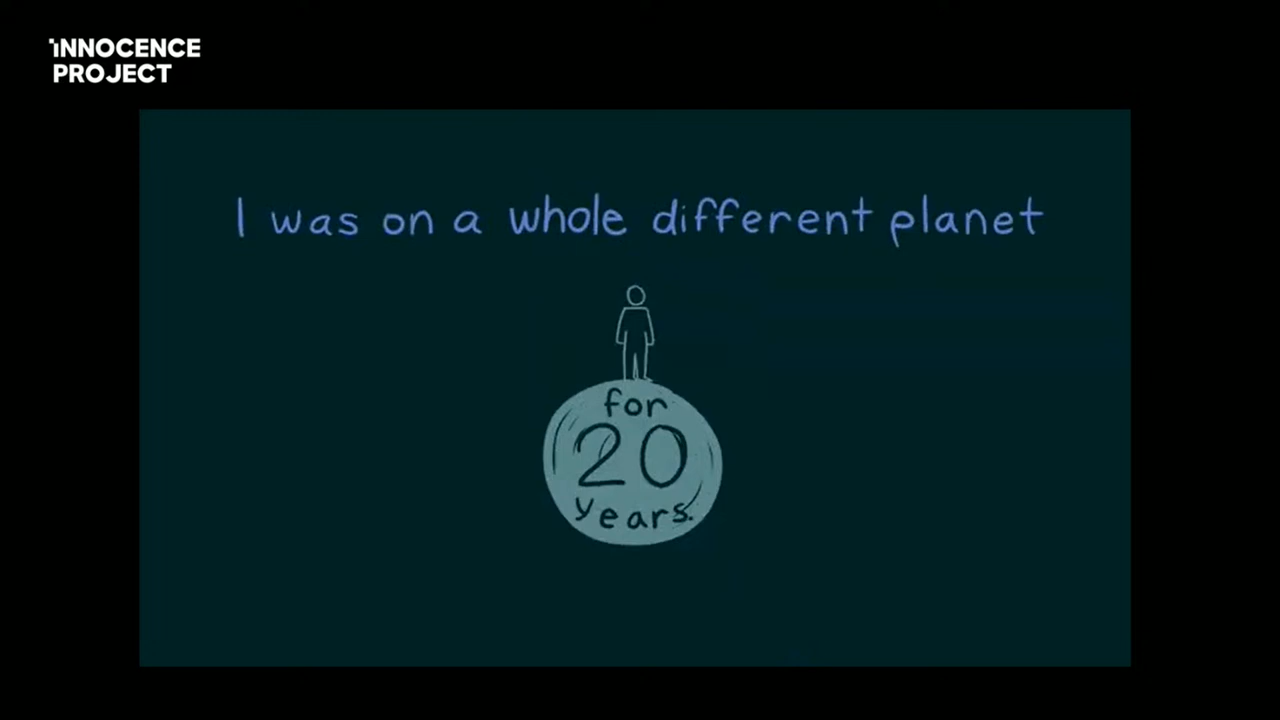 INNOCENCE
PROJECT
I was on a whole different planet
for
20
years.